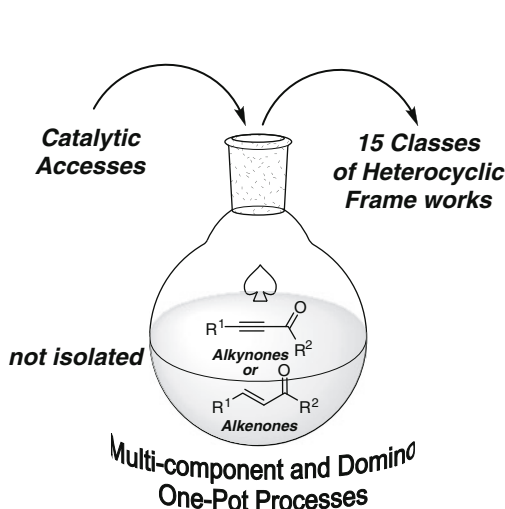 Catalytic
Accesses
15 Classes
of Heterocyclic
Frame works
not isolated
O
R1
R2
Alkynones
or
O
R1
R2
Alkenones
Multi-component and Domino
One-Pot Processes